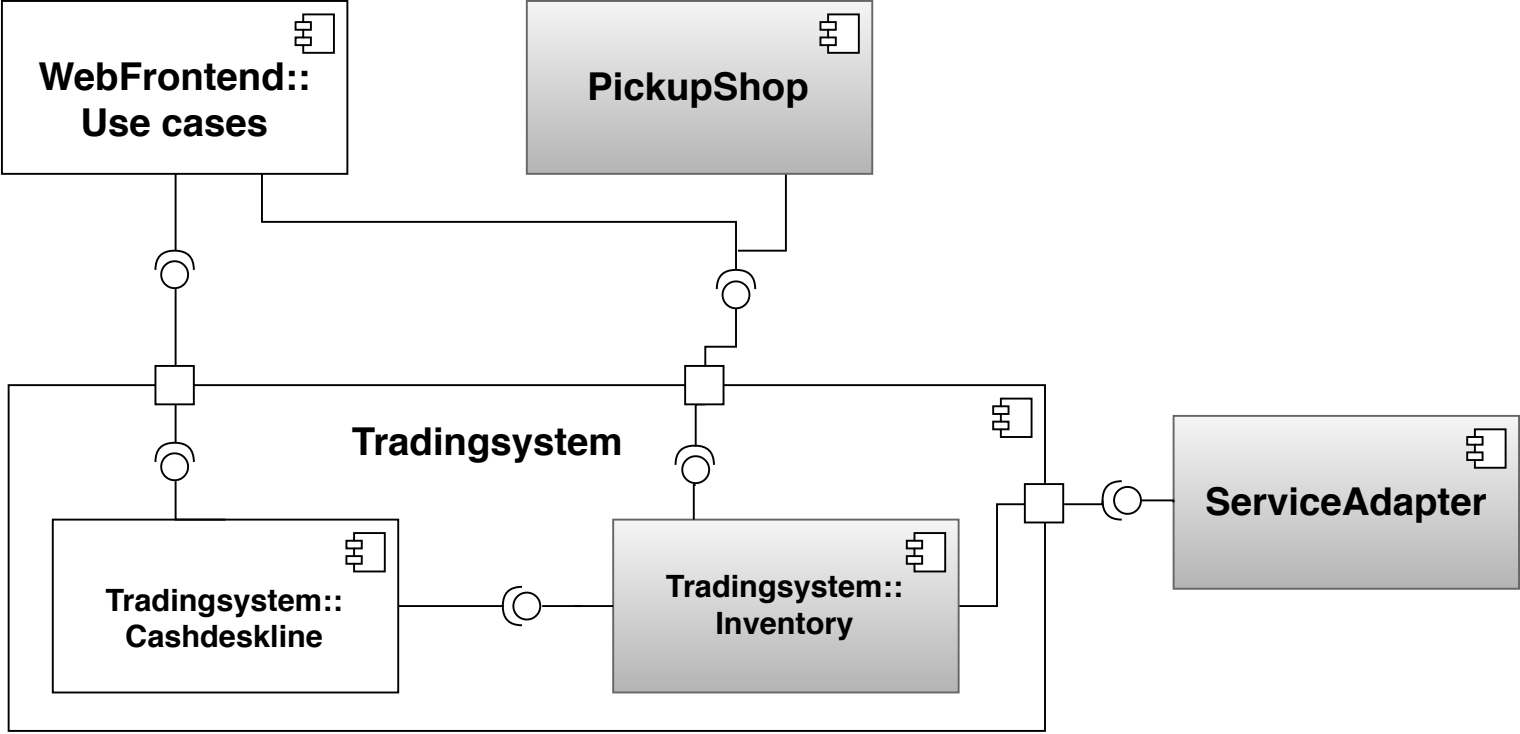 WebFrontend::
Use cases
PickupShop
Tradingsystem
ServiceAdapter
Tradingsystem::
Cashdeskline
Tradingsystem::
Inventory